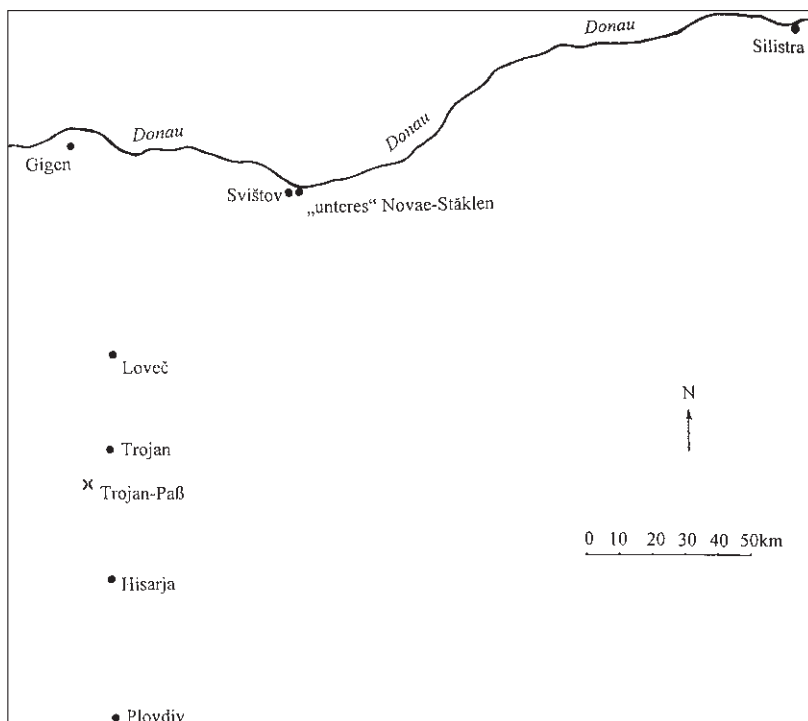 Donau
Silistra
Donau
Donau
Gigen
Svištov
„unteres“ Novae-Stăklen
Loveč
N
Trojan
Trojan-Paß
0 10 20 30 40 50km
Hisarja
Plovdiv